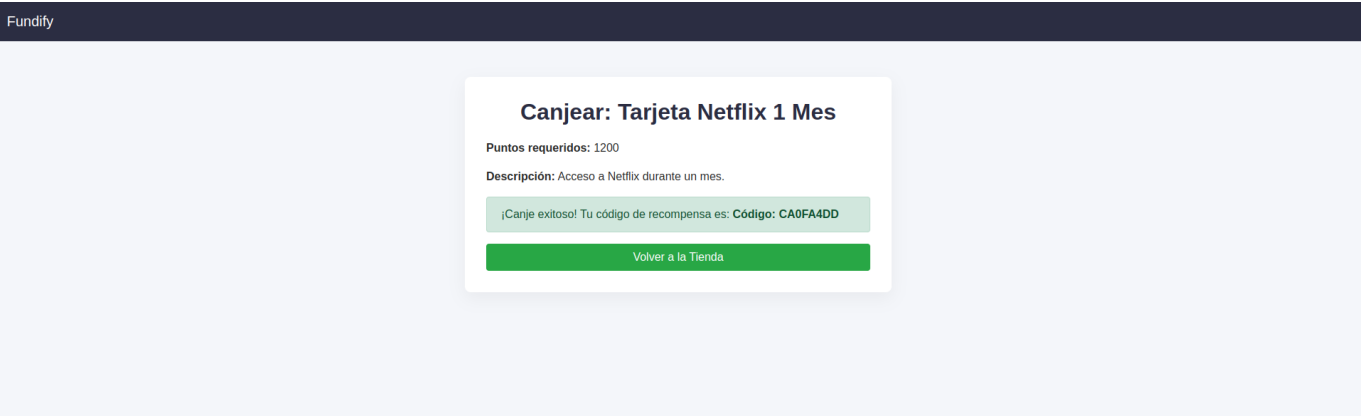 Fundify
Canjear: Tarjeta Netflix 1 Mes
Puntos requeridos: 1200
Descripción: Acceso a Netflix durante un mes.
¡Canje exitoso! Tu código de recompensa es: Código: CA0FA4DD
Volver a la Tienda